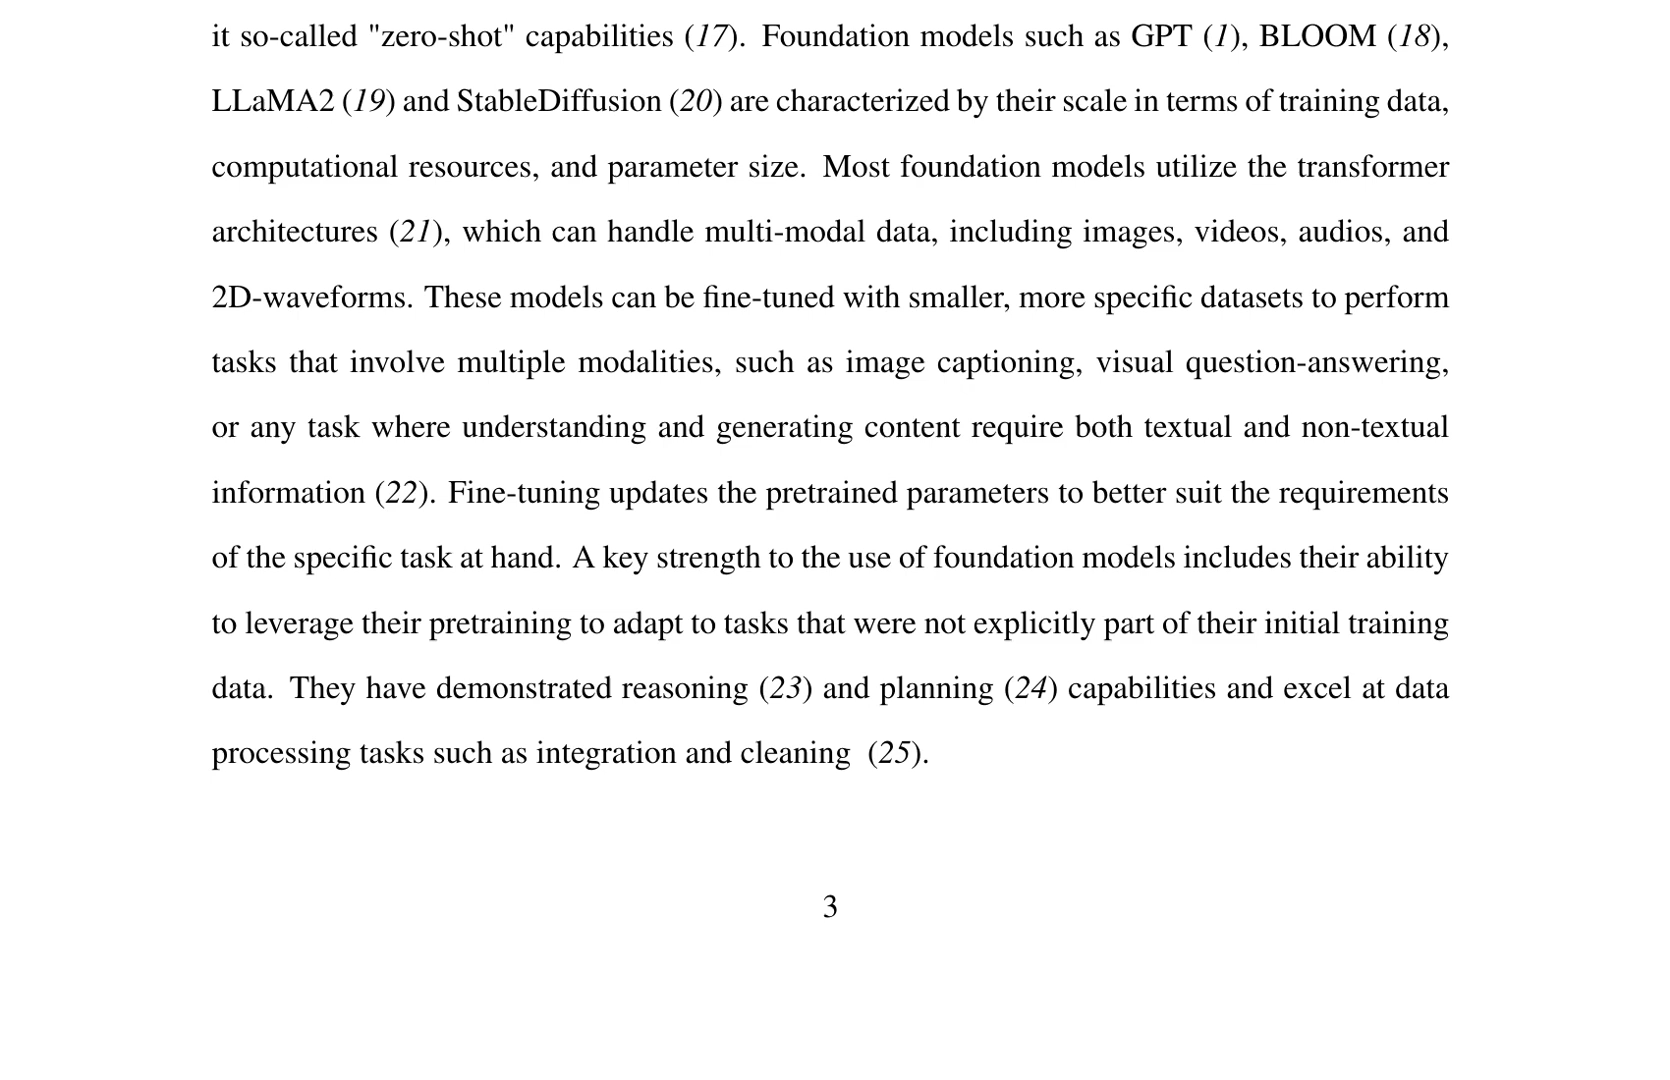 it so-called "zero-shot" capabilities (17). Foundation models such as GPT (1), BLOOM (18),
LLaMA2 (19) and StableDiffusion (20) are characterized by their scale in terms of training data,
computational resources, and parameter size. Most foundation models utilize the transformer
architectures (21), which can handle multi-modal data, including images, videos, audios, and
2D-waveforms. These models can be fine-tuned with smaller, more specific datasets to perform
tasks that involve multiple modalities, such as image captioning, visual question-answering,
or any task where understanding and generating content require both textual and non-textual
information (22). Fine-tuning updates the pretrained parameters to better suit the requirements
of the specific task at hand. A key strength to the use of foundation models includes their ability
to leverage their pretraining to adapt to tasks that were not explicitly part of their initial training
data. They have demonstrated reasoning (23) and planning (24) capabilities and excel at data
processing tasks such as integration and cleaning (25).
3